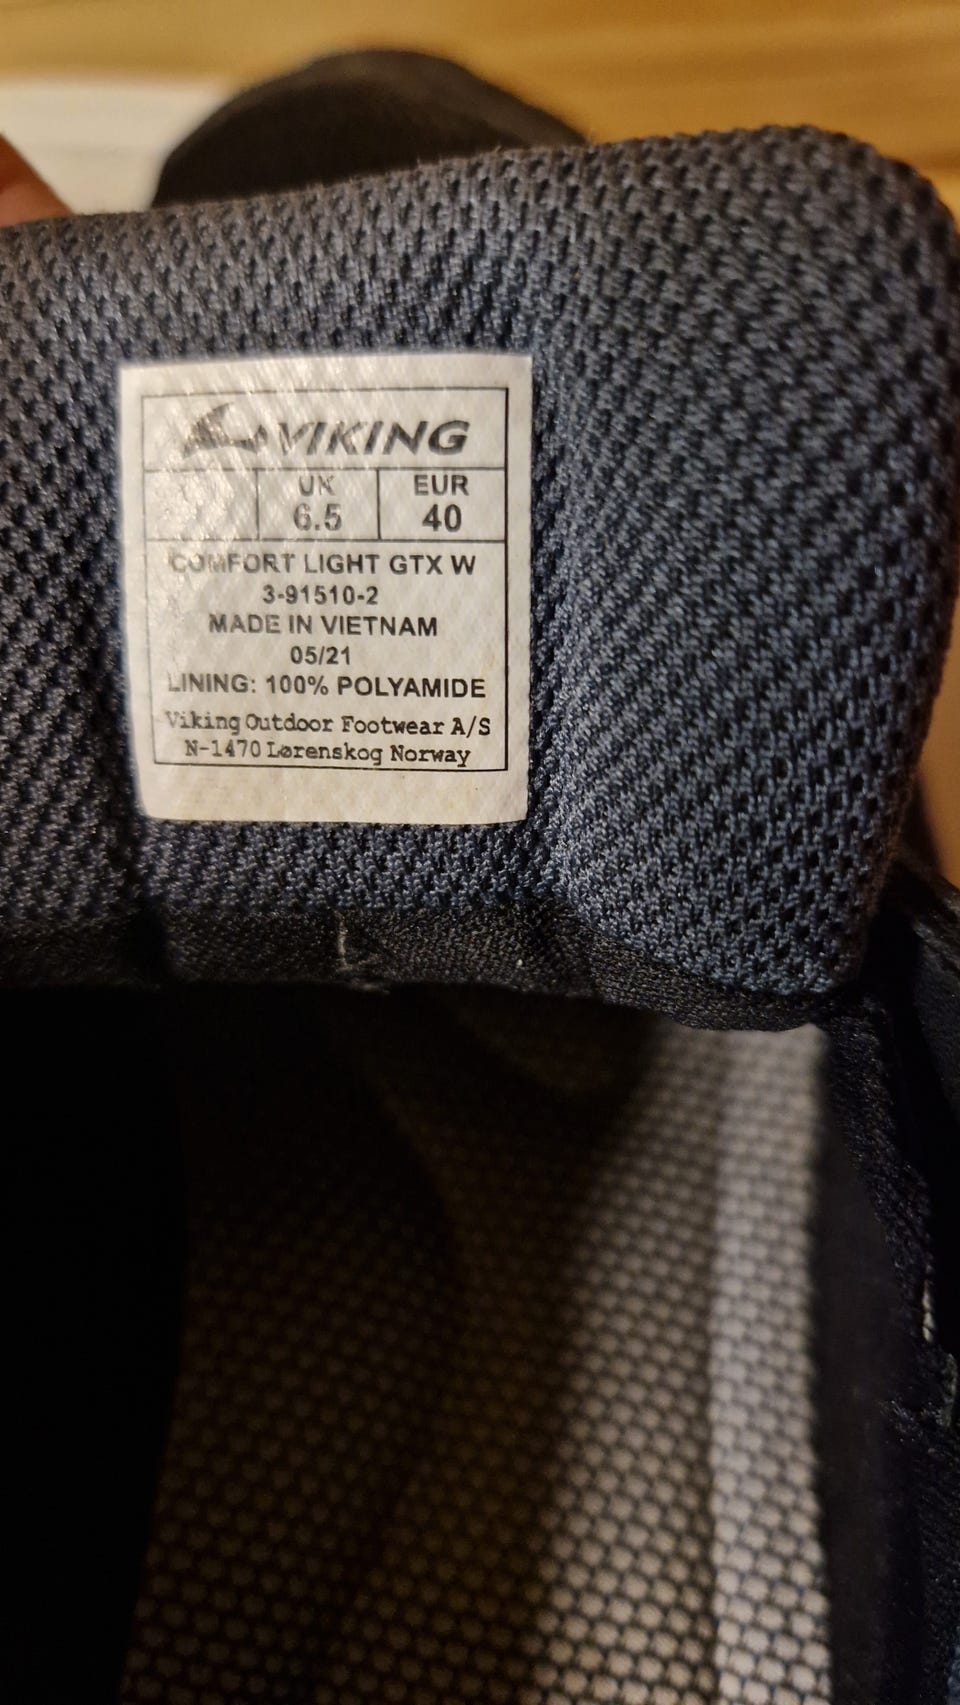 VIKING
UK EUR
6.5 40
COMFORT LIGHT GTX W
3-91510-2
MADE IN VIETNAM
05/21
LINING: 100% POLYAMIDE
Viking Outdoor Footwear A/S
N-1470 Lørenskog Norway